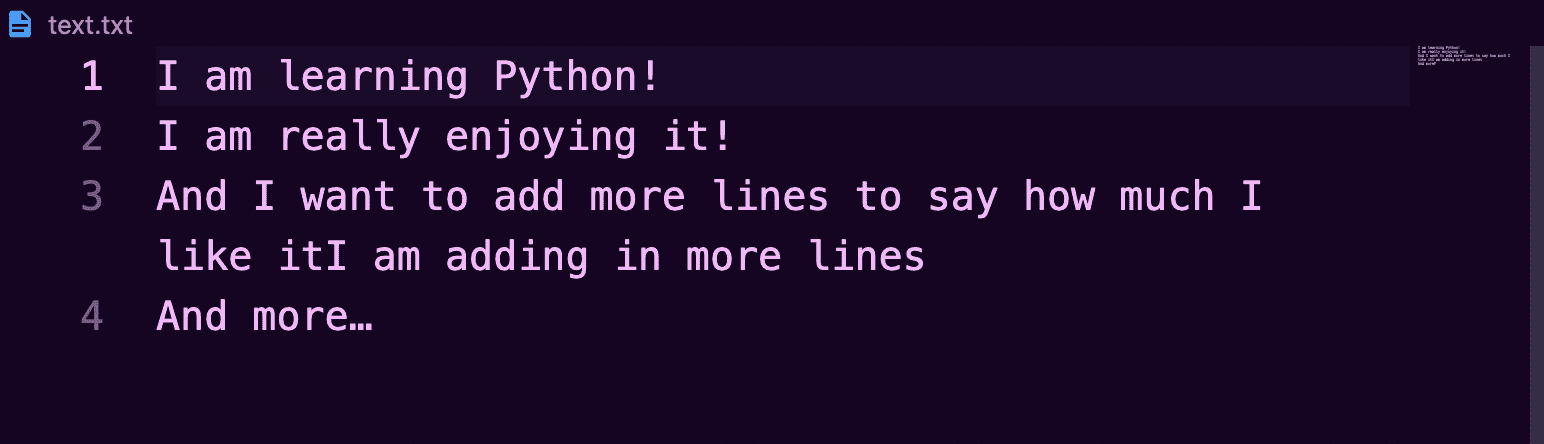 text.txt
1 I am learning Python!
2 I am really enjoying it!
3 And I want to add more lines to say how much I
like itI am adding in more lines
4 And more…